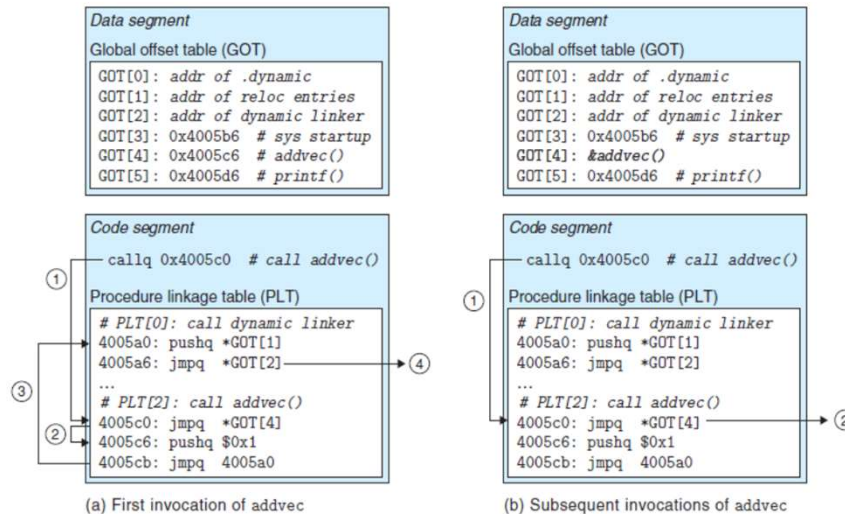 Data segment
Global offset table (GOT)
GOT[0]: addr of .dynamic
GOT[1]: addr of reloc entries
GOT[2]: addr of dynamic linker
GOT[3]: 0x4005b6 # sys startup
GOT[4]: 0x4005c6 # addvec()
GOT[5]: 0x4005d6 # printf()
Code segment
callq 0x4005c0 # call addvec()
①
Procedure linkage table (PLT)
# PLT[0]: call dynamic linker
4005a0: pushq *GOT[1]
4005a6: jmpq *GOT[2]
④
③
...
# PLT[2]: call addvec()
4005c0: jmpq *GOT[4]
②
4005c6: pushq $0x1
4005cb: jmpq 4005a0
(a) First invocation of addvec
Data segment
Global offset table (GOT)
GOT[0]: addr of .dynamic
GOT[1]: addr of reloc entries
GOT[2]: addr of dynamic linker
GOT[3]: 0x4005b6 # sys startup
GOT[4]: &addvec()
GOT[5]: 0x4005d6 # printf()
Code segment
callq 0x4005c0 # call addvec()
①
Procedure linkage table (PLT)
# PLT[0]: call dynamic linker
4005a0: pushq *GOT[1]
4005a6: jmpq *GOT[2]
...
# PLT[2]: call addvec()
4005c0: jmpq *GOT[4]
②
4005c6: pushq $0x1
4005cb: jmpq 4005a0
(b) Subsequent invocations of addvec